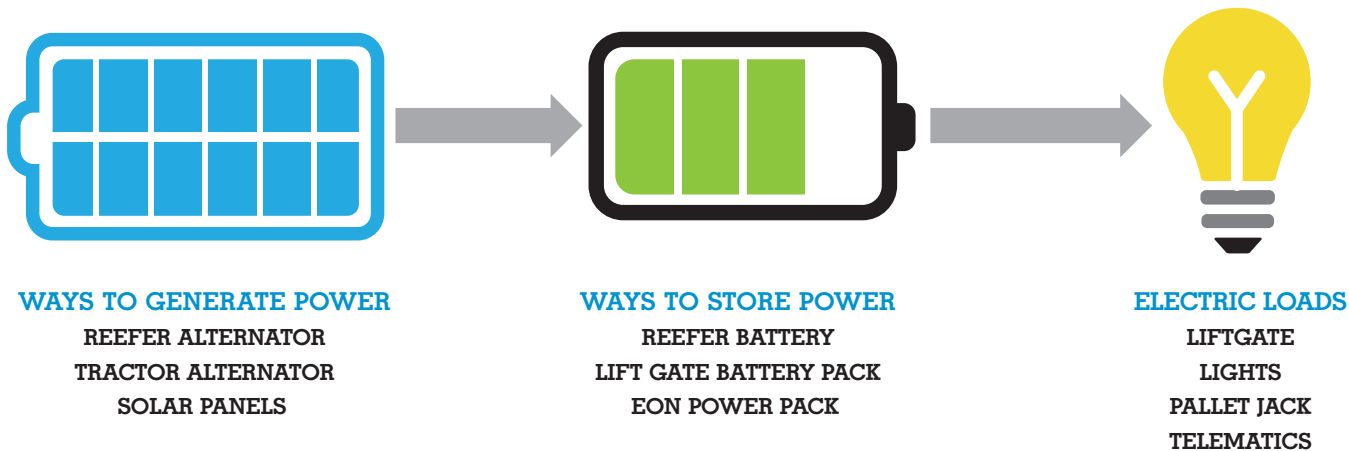 WAYS TO GENERATE POWER
REEFER ALTERNATOR
TRACTOR ALTERNATOR
SOLAR PANELS
WAYS TO STORE POWER
REEFER BATTERY
LIFT GATE BATTERY PACK
EON POWER PACK
ELECTRIC LOADS
LIFTGATE
LIGHTS
PALLET JACK
TELEMATICS